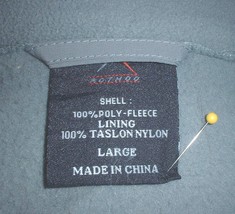 SHELL:
100% POLY-FLEECE
LINING
100% TASLON NYLON
LARGE
MADE IN CHINA